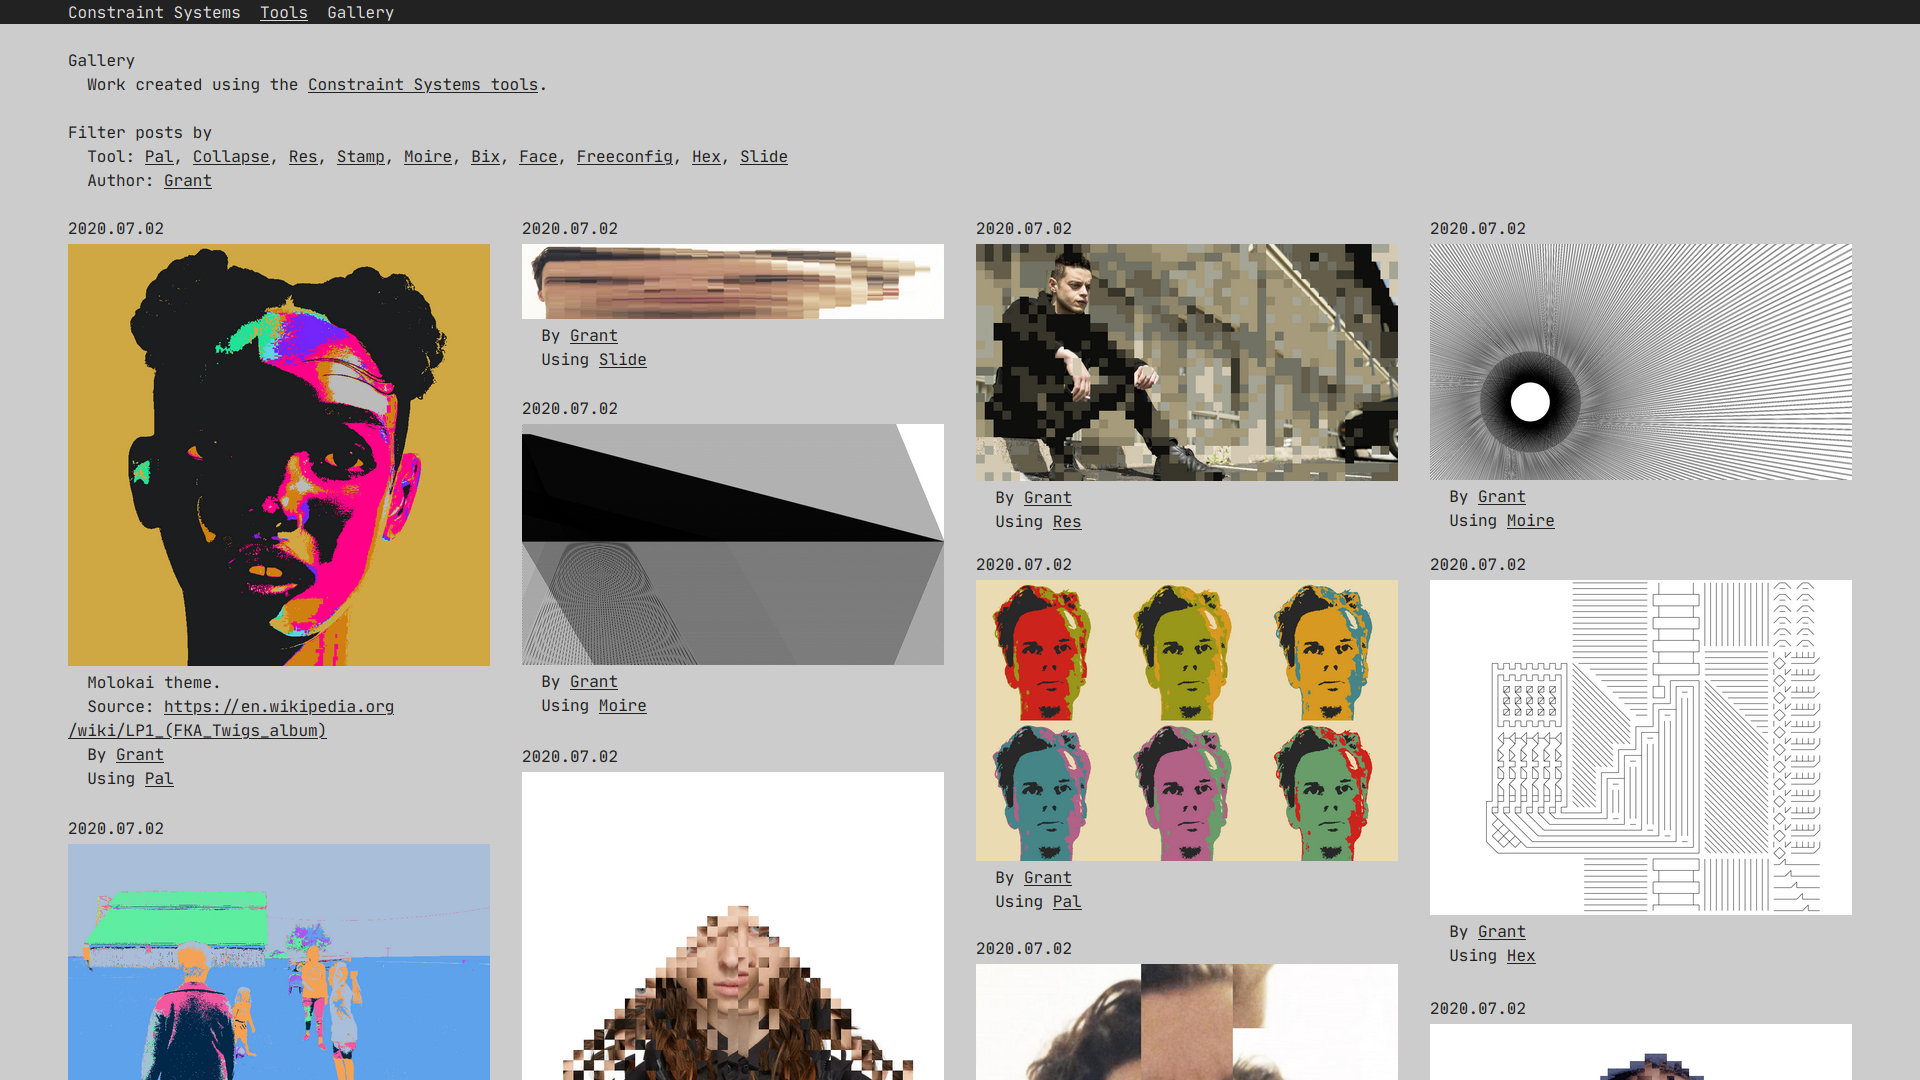 Constraint Systems Tools Gallery
Gallery
Work created using the Constraint Systems tools.
Filter posts by
Tool: Pal, Collapse, Res, Stamp, Moire, Bix, Face, Freeconfig, Hex, Slide
Author: Grant
2020.07.02
Molokai theme.
Source: https://en.wikipedia.org
/wiki/LP1_(FKA_Twigs_album)
By Grant
Using Pal
2020.07.02
2020.07.02
By Grant
Using Slide
2020.07.02
By Grant
Using Moire
2020.07.02
2020.07.02
By Grant
Using Res
2020.07.02
By Grant
Using Pal
2020.07.02
2020.07.02
By Grant
Using Moire
2020.07.02
By Grant
Using Hex
2020.07.02